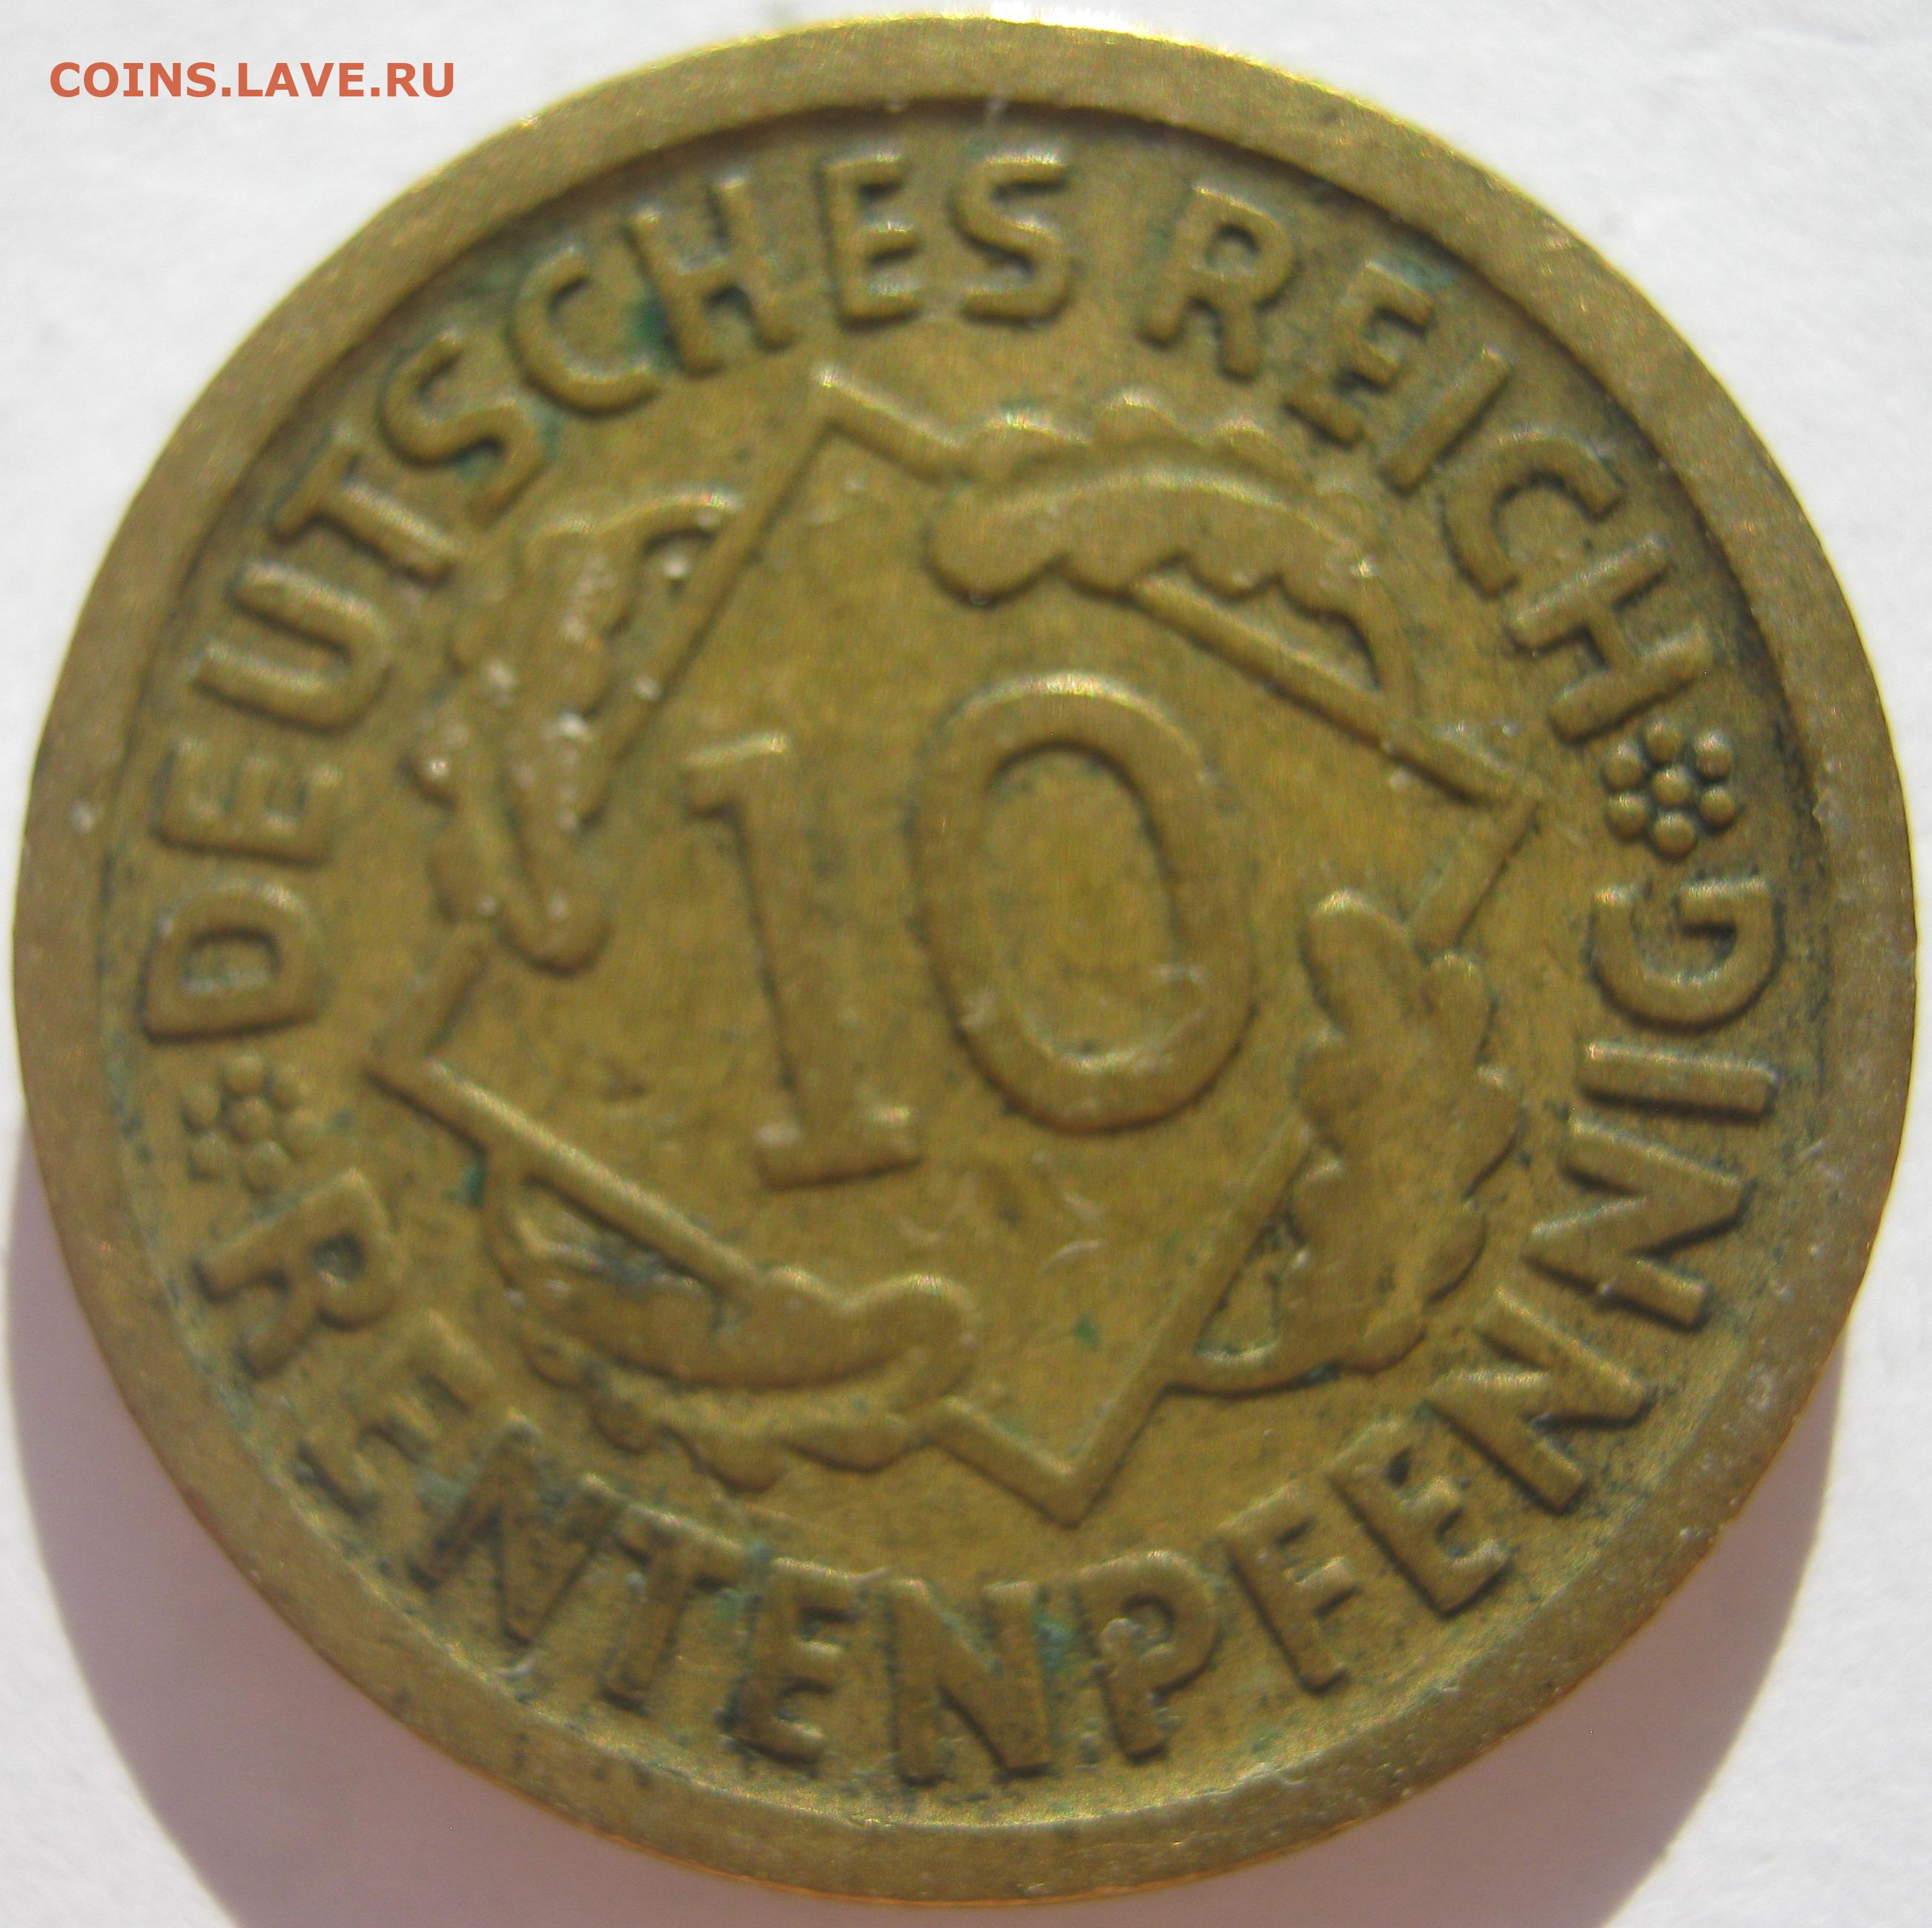 COINS.LAVE.RU
DEUTSCHES REICH
10
RENTENPFENNIG